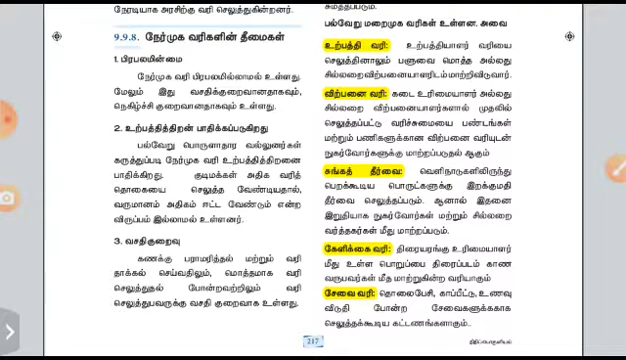 நேரடியாக அரசிற்கு வரி செலுத்துகின்றனர்.
9.9.8. நேர்முக வரிகளின் தீமைகள்
1. பிரபலமின்மை
நேர்முக வரி பிரபலமில்லாமல் உள்ளது.
மேலும் இது வசதிக்குறைவானதாகவும்,
நெகிழ்ச்சி குறைவானதாகவும் உள்ளது.
2. உற்பத்தித்திறன் பாதிக்கப்படுகிறது
பல்வேறு பொருளாதார வல்லுனர்கள்
கருத்துப்படி நேர்முக வரி உற்பத்தித்திறனை
பாதிக்கிறது. குடிமக்கள் அதிக வரித்
தொகையை செலுத்த வேண்டியதால்,
வருமானம் அதிகம் ஈட்ட வேண்டும் என்ற
விருப்பம் இல்லாமல் உள்ளனர்.
3. வசதிகுறைவு
கணக்கு பராமரித்தல் மற்றும் வரி
தாக்கல் செய்வதிலும், மொத்தமாக வரி
செலுத்துதல் போன்றவற்றிலும் வரி
செலுத்துபவருக்கு வசதி குறைவாக உள்ளது.
சுமத்தப்படும்.
பல்வேறு மறைமுக வரிகள் உள்ளன. அவை
உற்பத்தி வரி: உற்பத்தியாளர் வரியை
செலுத்தினாலும் பளுவை மொத்த அல்லது
சில்லறைவிற்பனையாளரிடம் மாற்றிவிடுவார்.
விற்பனை வரி: கடை உரிமையாளர் அல்லது
சில்லறை விற்பனையாளர்களால் முதலில்
செலுத்தப்பட்டு வரிச்சுமையை பண்டங்கள்
மற்றும் பணிகளுக்கான விற்பனை வரியுடன்
நுகர்வோர்களுக்கு மாற்றப்படுதல் ஆகும்
சுங்கத் தீர்வை: வெளிநாடுகளிலிருந்து
பெறக்கூடிய பொருட்களுக்கு இறக்குமதி
தீர்வை செலுத்தப்படும். ஆனால் இதனை
இறுதியாக நுகர்வோர்கள் மற்றும் சில்லறை
வர்த்தகர்கள் மீது மாற்றப்படும்.
கேளிக்கை வரி: திரையரங்கு உரிமையாளர்
மீது உள்ள பொறுப்பை திரைப்படம் காண
வருபவர்கள் மீத மாற்றுகின்ற வரியாகும்
சேவை வரி: தொலைபேசி, காப்பீட்டு, உணவு
விடுதி போன்ற சேவைகளுக்ககாக
செலுத்தக்கூடிய கட்டணங்களாகும்..
217
நிதிப்பொருளியல்